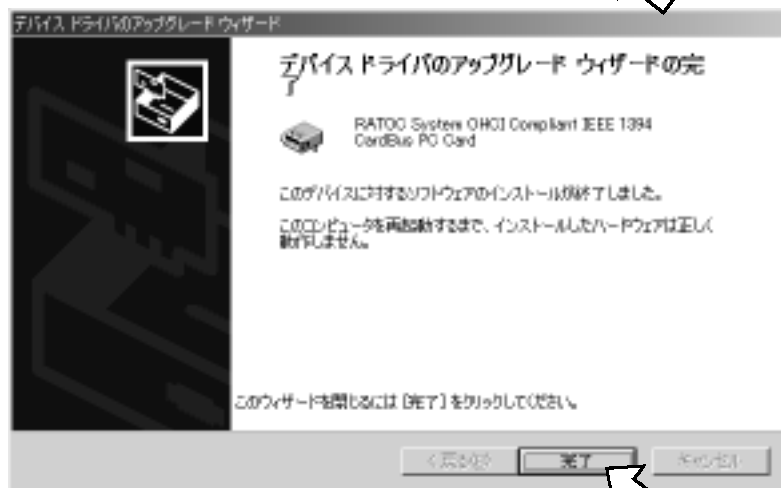 デバイス ドライバのアップグレード ウィザード
デバイス ドライバのアップグレード ウィザードの完
了
RATOC System OHCI Compliant IEEE 1394
CardBus PC Card
このデバイスに対するソフトウェアのインストールが終了しました。
このコンピュータを再起動するまで、インストールしたハードウェアは正しく
動作しません。
このウィザードを閉じるには [完了] をクリックしてください。
< 戻る(B)
完了
キャンセル